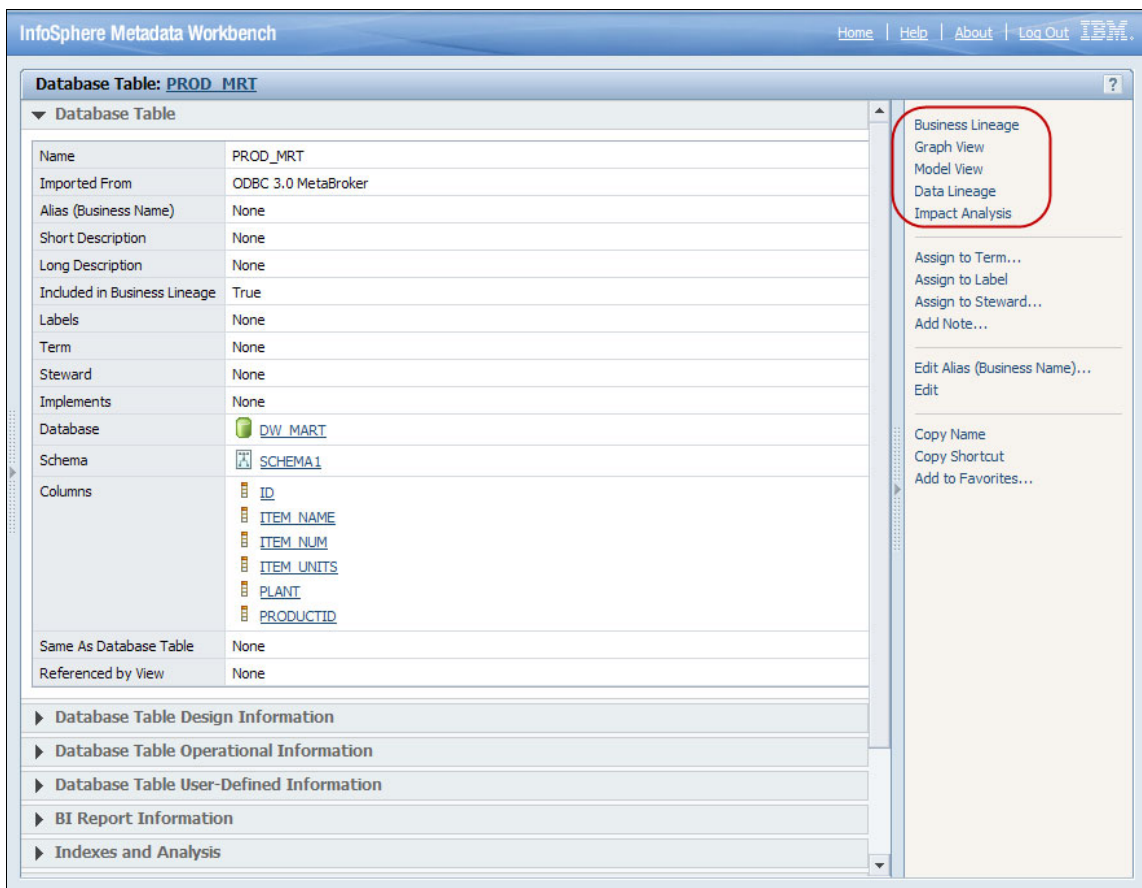 InfoSphere Metadata Workbench
Home | Help | About | Log Out IBM.
Database Table: PROD_MRT
?
Database Table
Name PROD_MRT
Imported From ODBC 3.0 MetaBroker
Alias (Business Name) None
Short Description None
Long Description None
Included in Business Lineage True
Labels None
Term None
Steward None
Implements None
Database DW_MART
Schema SCHEMA1
Columns ID
ITEM_NAME
ITEM_NUM
ITEM_UNITS
PLANT
PRODUCTID
Same As Database Table None
Referenced by View None
Database Table Design Information
Database Table Operational Information
Database Table User-Defined Information
BI Report Information
Indexes and Analysis
Business Lineage
Graph View
Model View
Data Lineage
Impact Analysis
Assign to Term...
Assign to Label
Assign to Steward...
Add Note...
Edit Alias (Business Name)...
Edit
Copy Name
Copy Shortcut
Add to Favorites...